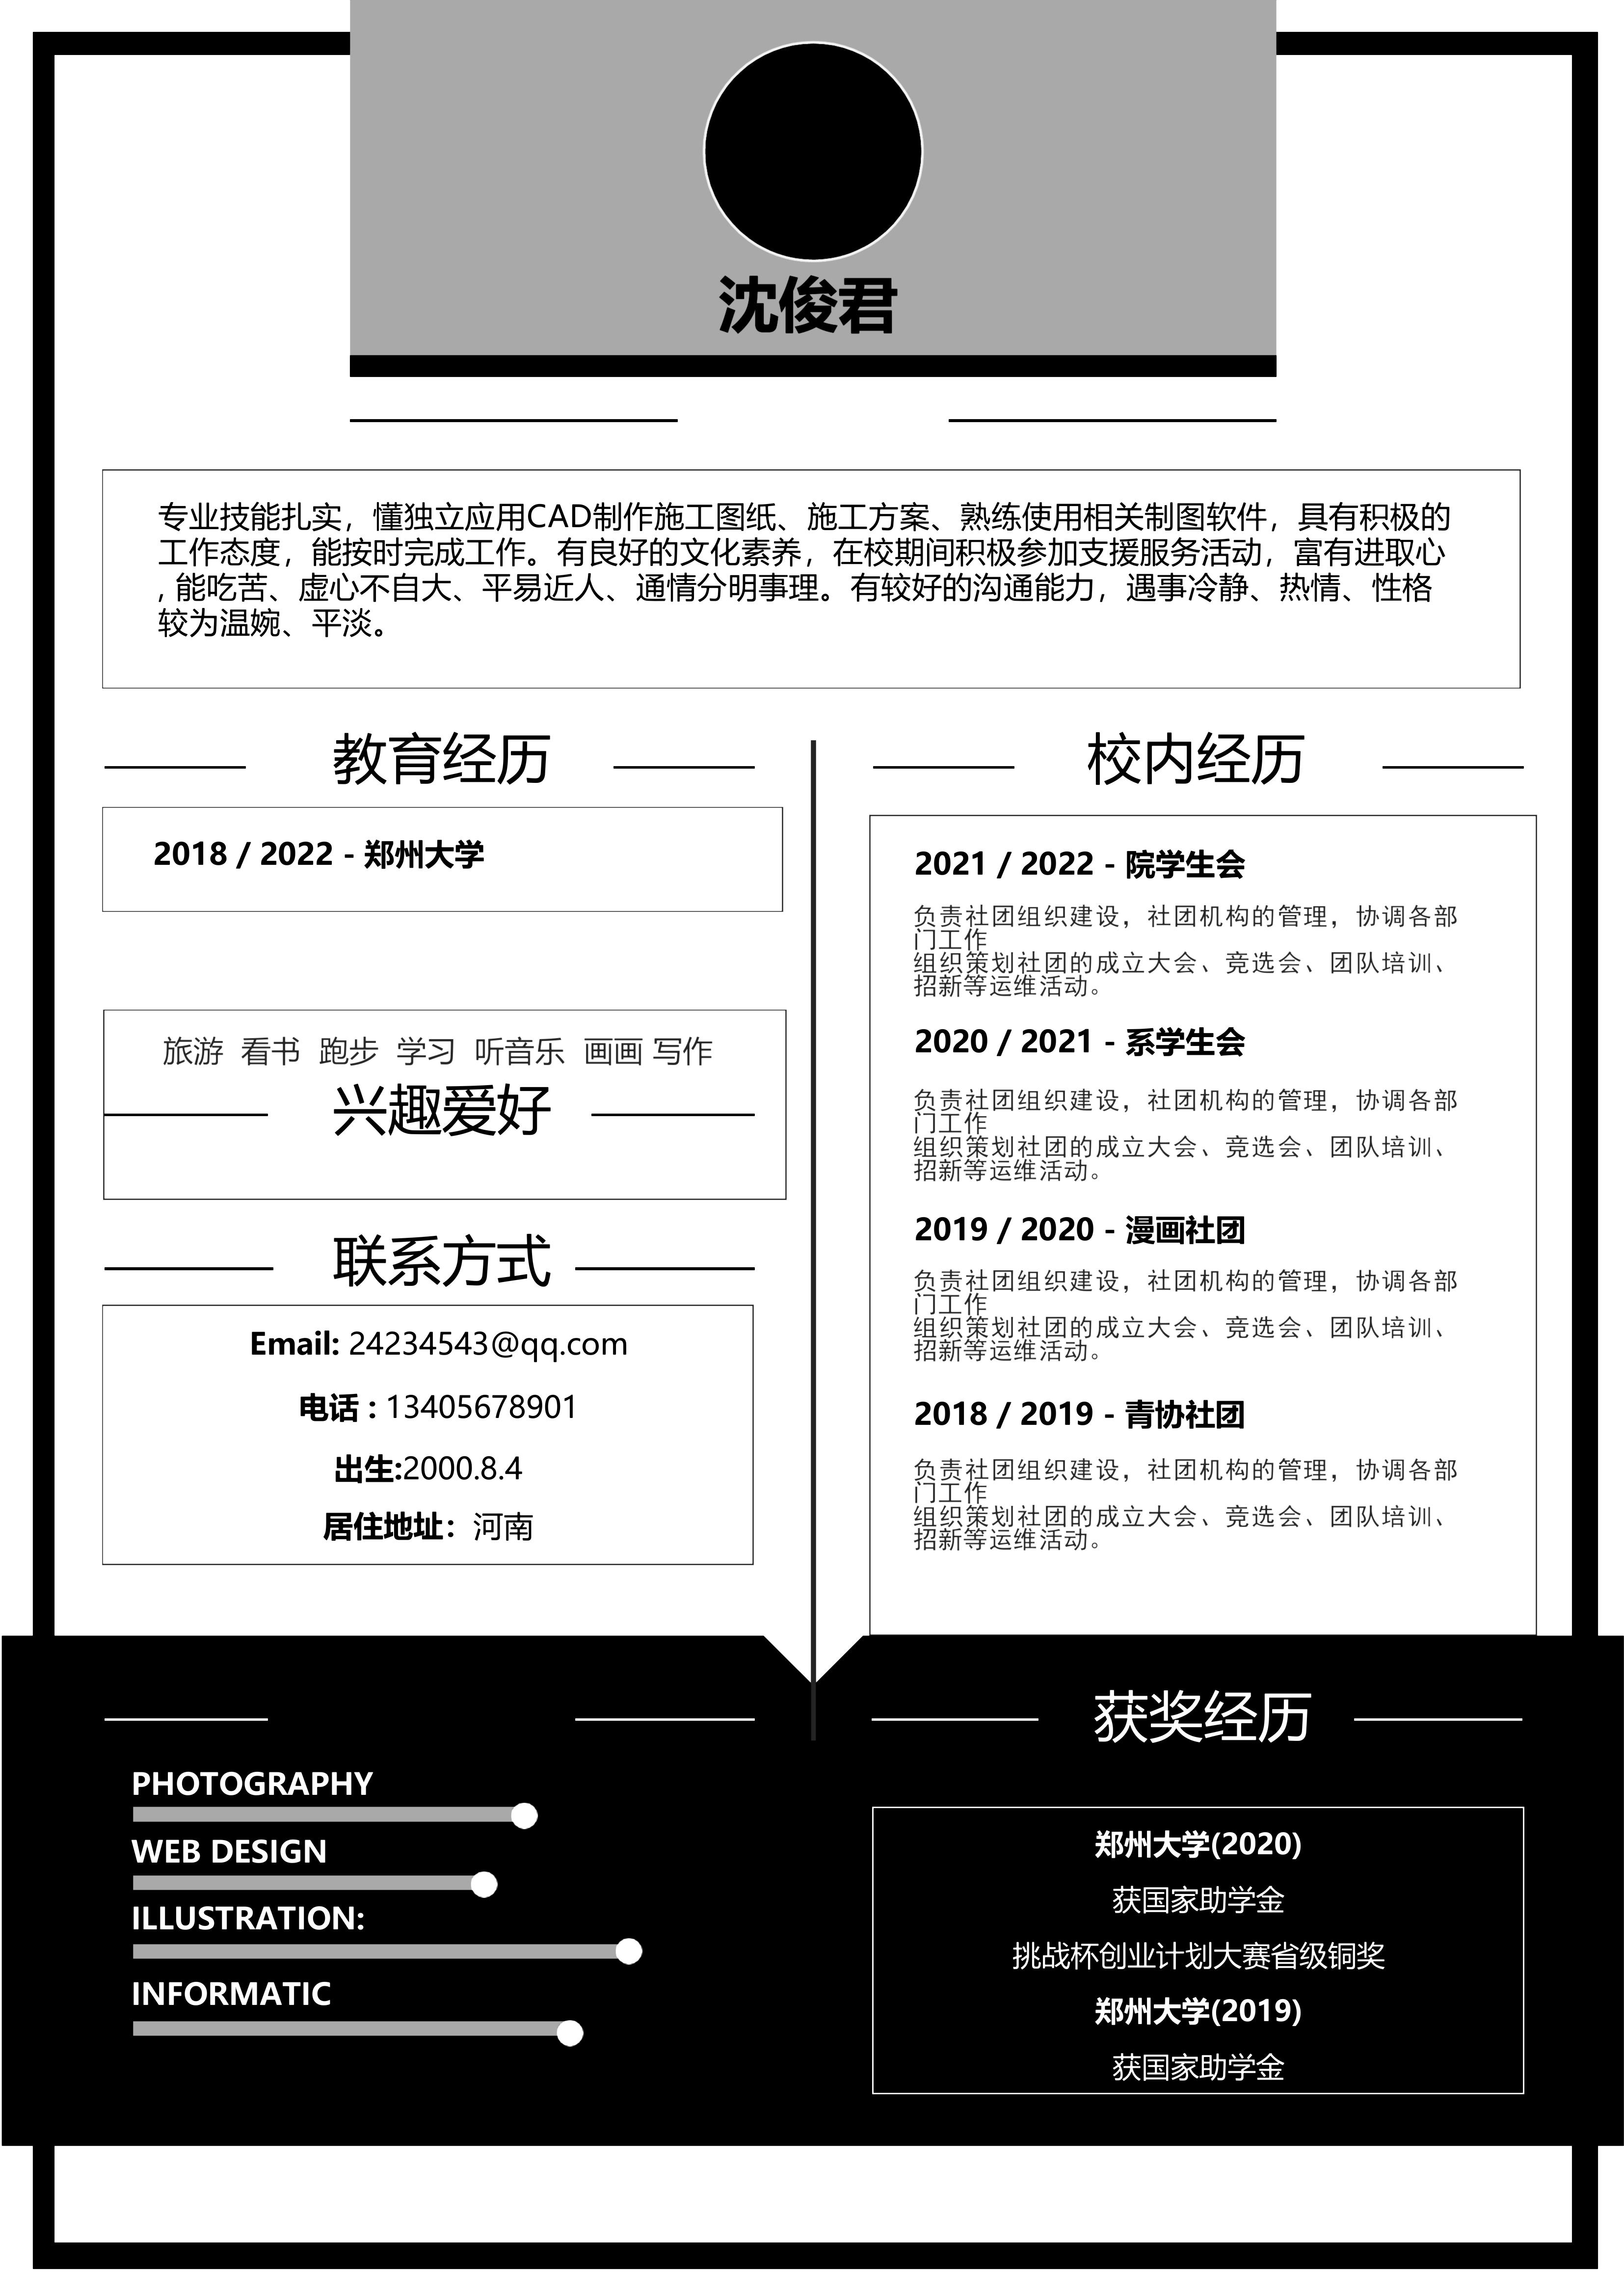 沈俊君
专业技能扎实，懂独立应用CAD制作施工图纸、施工方案、熟练使用相关制图软件，具有积极的
工作态度，能按时完成工作。有良好的文化素养，在校期间积极参加支援服务活动，富有进取心
, 能吃苦、虚心不自大、平易近人、通情分明事理。有较好的沟通能力，遇事冷静、热情、性格
较为温婉、平淡。
教育经历
2018 / 2022 - 郑州大学
旅游 看书 跑步 学习 听音乐 画画 写作
兴趣爱好
联系方式
Email: 24234543@qq.com
电话 : 13405678901
出生:2000.8.4
居住地址：河南
校内经历
2021 / 2022 - 院学生会
负责社团组织建设，社团机构的管理，协调各部
门工作
组织策划社团的成立大会、竞选会、团队培训、
招新等运维活动。
2020 / 2021 - 系学生会
负责社团组织建设，社团机构的管理，协调各部
门工作
组织策划社团的成立大会、竞选会、团队培训、
招新等运维活动。
2019 / 2020 - 漫画社团
负责社团组织建设，社团机构的管理，协调各部
门工作
组织策划社团的成立大会、竞选会、团队培训、
招新等运维活动。
2018 / 2019 - 青协社团
负责社团组织建设，社团机构的管理，协调各部
门工作
组织策划社团的成立大会、竞选会、团队培训、
招新等运维活动。
PHOTOGRAPHY
WEB DESIGN
ILLUSTRATION:
INFORMATIC
获奖经历
郑州大学(2020)
获国家助学金
挑战杯创业计划大赛省级铜奖
郑州大学(2019)
获国家助学金